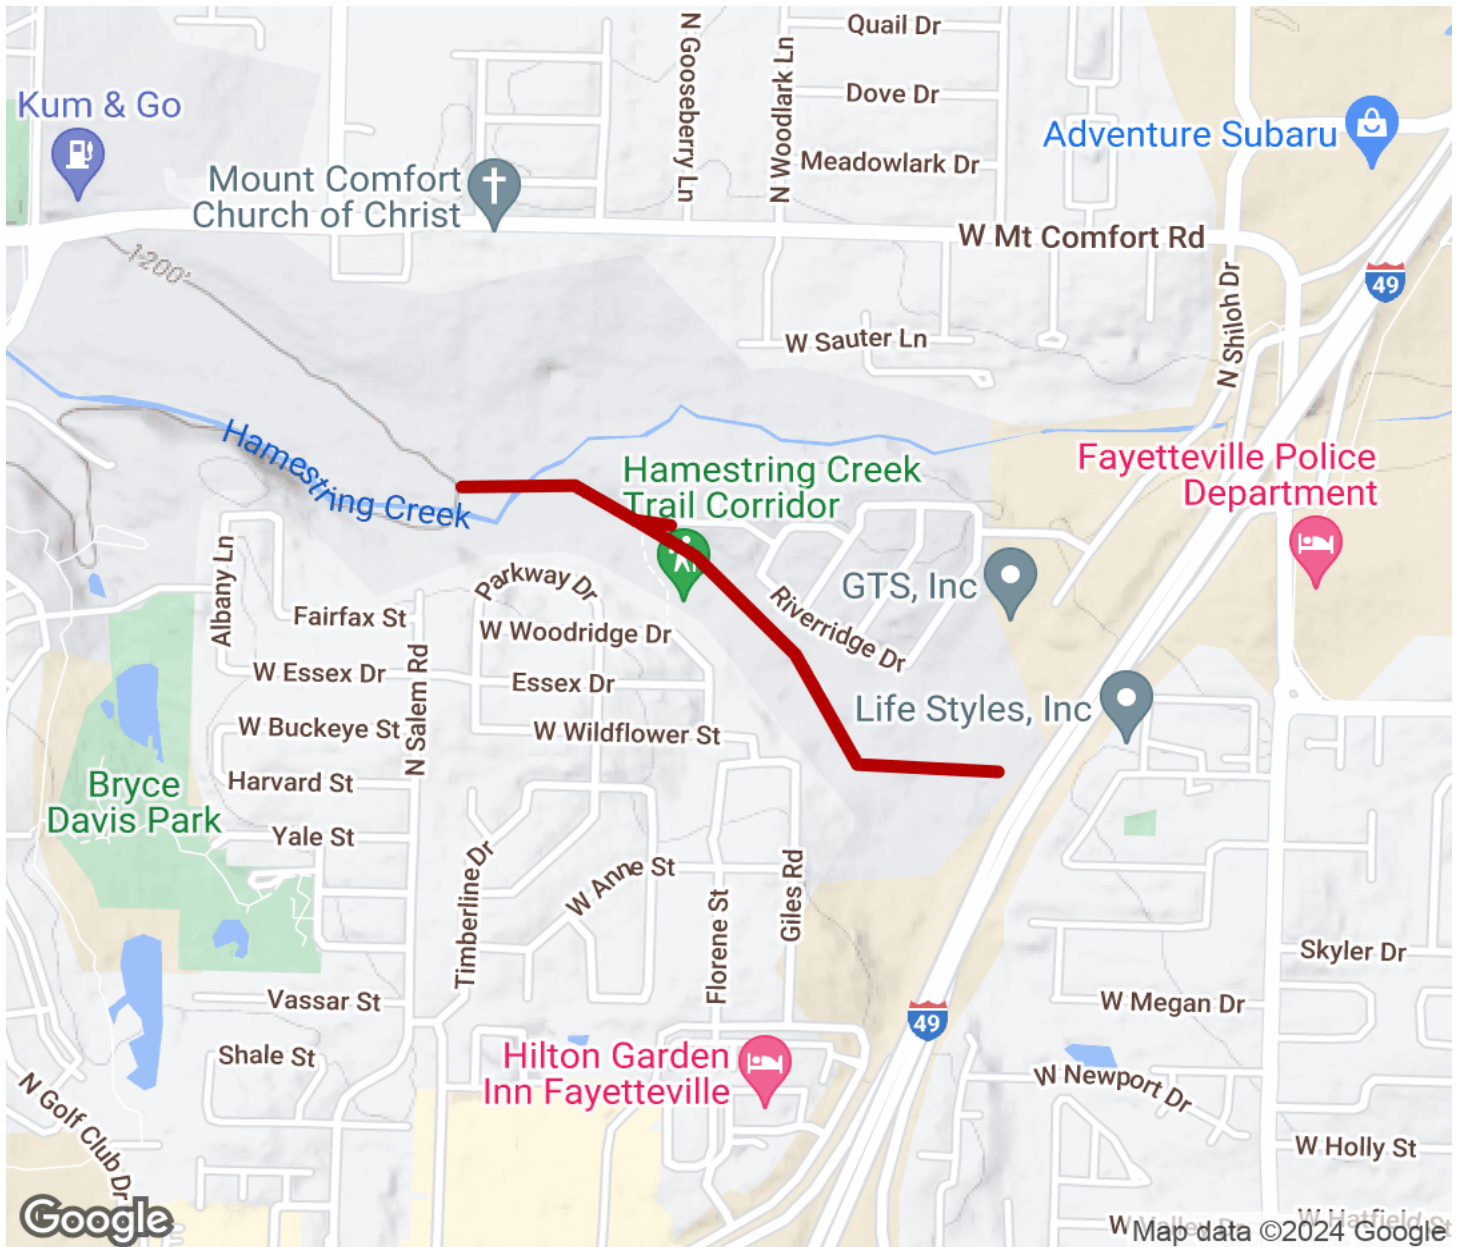 Quail Dr
N Gooseberry Ln
N Woodlark Ln
Dove Dr
Kum & Go
Adventure Subaru
Meadowlark Dr
Mount Comfort
Church of Christ
W Mt Comfort Rd
1200'
49
N Shiloh Dr
W Sauter Ln
Hamestring Creek
Hamestring Creek
Trail Corridor
Fayetteville Police
Department
Albany Ln
Parkway Dr
GTS, Inc
Fairfax St
W Woodridge Dr
Riverridge Dr
W Essex Dr
N Salem Rd
Essex Dr
Life Styles, Inc
W Buckeye St
W Wildflower St
Harvard St
Bryce
Davis Park
Yale St
Timberline Dr
W Anne St
Florene St
Giles Rd
Skyler Dr
Vassar St
W Megan Dr
49
Shale St
Hilton Garden
Inn Fayetteville
W Newport Dr
N Golf Club Dr
W Holly St
Google
W Valley Dr
W Hatfield St
Map data ©2024 Google